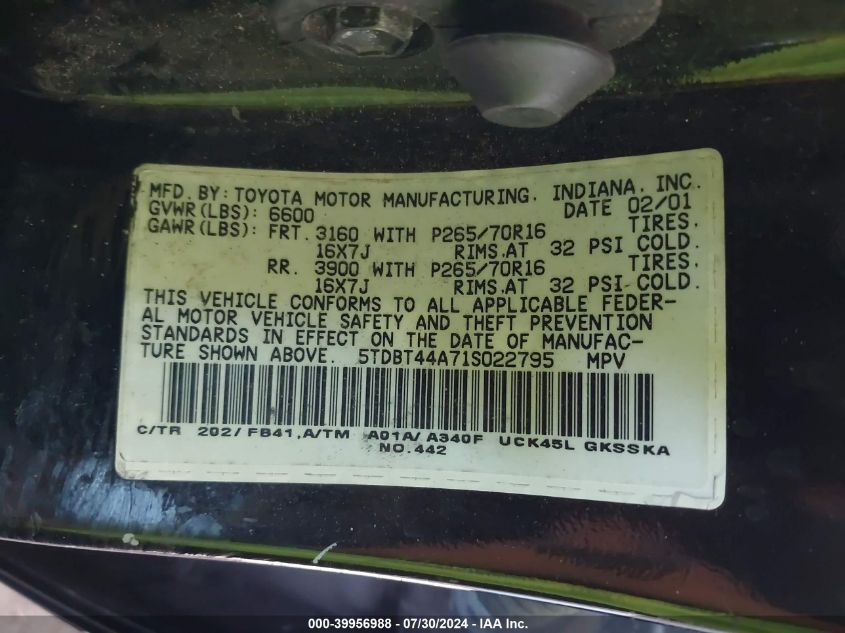 MFD. BY: TOYOTA MOTOR MANUFACTURING, INDIANA, INC.
GVWR(LBS): 6600 DATE 02/01
GAWR(LBS): FRT. 3160 WITH P265/70R16 TIRES,
16X7J RIMS.AT 32 PSI COLD.
RR. 3900 WITH P265/70R16 TIRES,
16X7J RIMS.AT 32 PSI COLD.
THIS VEHICLE CONFORMS TO ALL APPLICABLE FEDER-
AL MOTOR VEHICLE SAFETY AND THEFT PREVENTION
STANDARDS IN EFFECT ON THE DATE OF MANUFAC-
TURE SHOWN ABOVE. 5TDBT44A71S022795 MPV
C/TR 202/ FB41,A/TM A01A/ A340F UCK45L GKSSKA
NO.442
000-39956988 - 07/30/2024 - IAAI Inc.